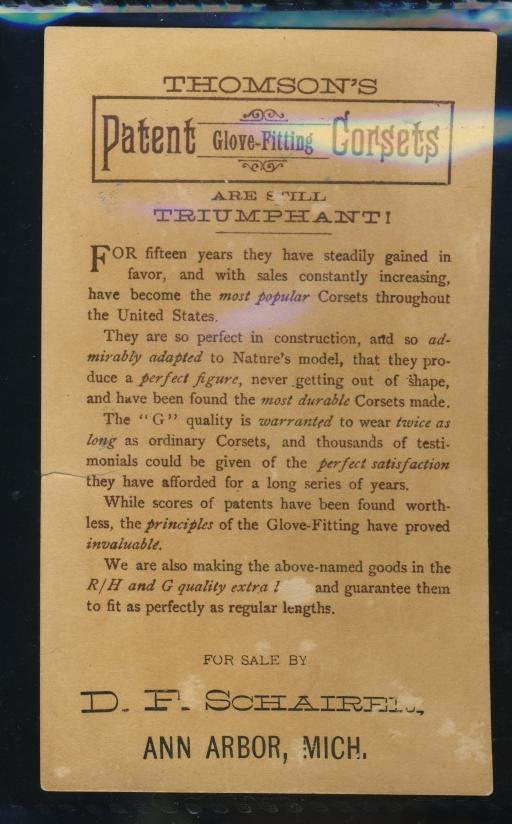 THOMSON'S
Patent Glove-Fitting Corsets
ARE STILL
TRIUMPHANT!
FOR fifteen years they have steadily gained in
favor, and with sales constantly increasing,
have become the most popular Corsets throughout
the United States.
They are so perfect in construction, and so ad-
mirably adapted to Nature's model, that they pro-
duce a perfect figure, never getting out of shape,
and have been found the most durable Corsets made.
The "G" quality is warranted to wear twice as
long as ordinary Corsets, and thousands of testi-
monials could be given of the perfect satisfaction
they have afforded for a long series of years.
While scores of patents have been found worth-
less, the principles of the Glove-Fitting have proved
invaluable.
We are also making the above-named goods in the
R/H and G quality extra and guarantee them
to fit as perfectly as regular lengths.
FOR SALE BY
D. F. SCHAIRER,
ANN ARBOR, MICH.